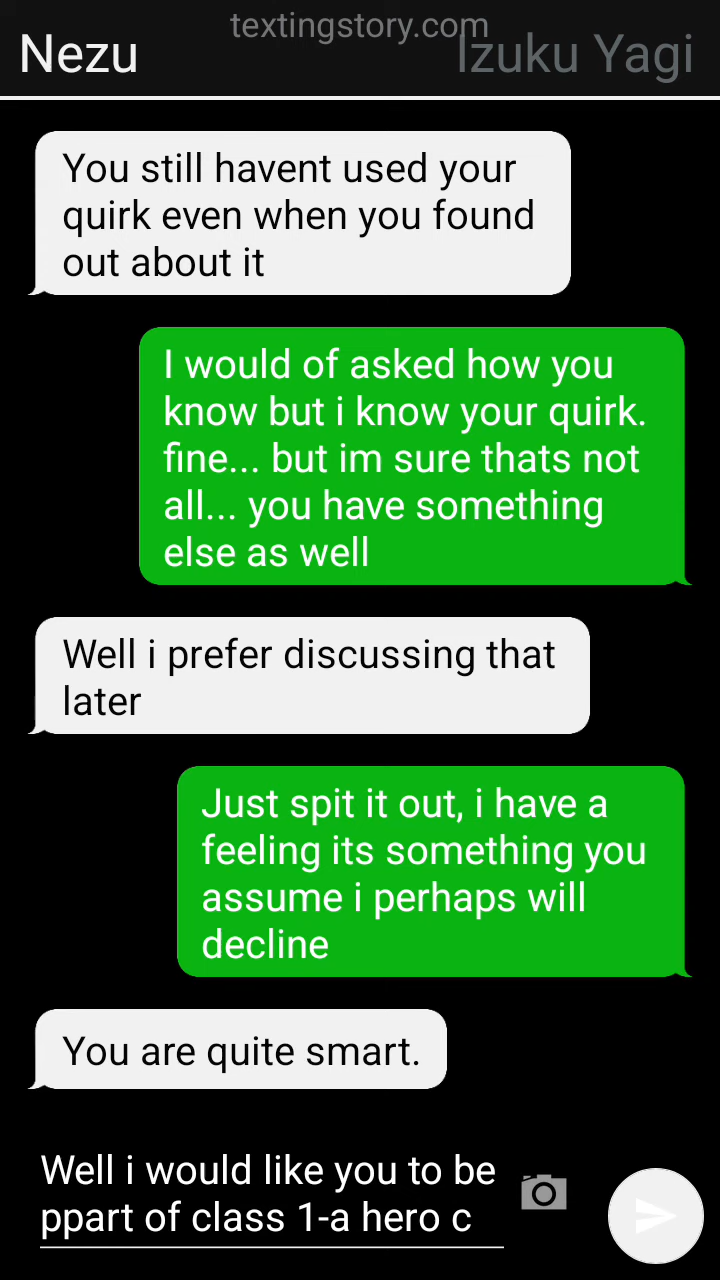 textingstory.com
Nezu
Izuku Yagi
You still havent used your
quirk even when you found
out about it
I would of asked how you
know but i know your quirk.
fine... but im sure thats not
all... you have something
else as well
Well i prefer discussing that
later
Just spit it out, i have a
feeling its something you
assume i perhaps will
decline
You are quite smart.
Well i would like you to be
ppart of class 1-a hero c